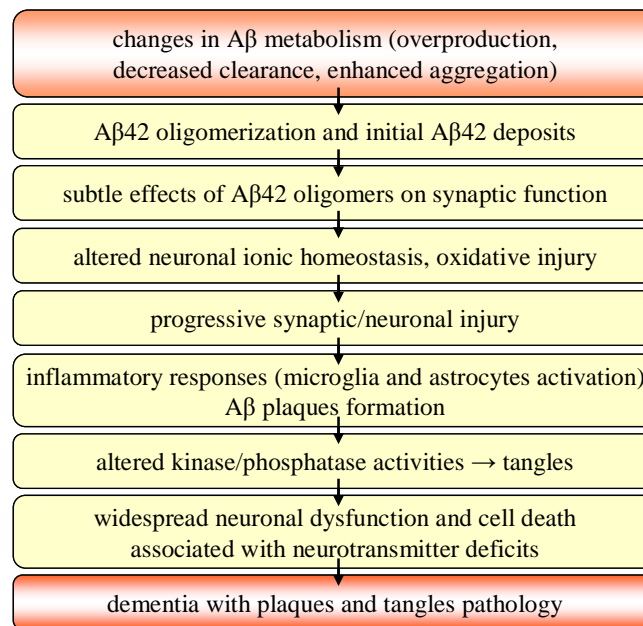 changes in Aβ metabolism (overproduction,
decreased clearance, enhanced aggregation)
Aβ42 oligomerization and initial Aβ42 deposits
subtle effects of Aβ42 oligomers on synaptic function
altered neuronal ionic homeostasis, oxidative injury
progressive synaptic/neuronal injury
inflammatory responses (microglia and astrocytes activation)
Aβ plaques formation
altered kinase/phosphatase activities → tangles
widespread neuronal dysfunction and cell death
associated with neurotransmitter deficits
dementia with plaques and tangles pathology